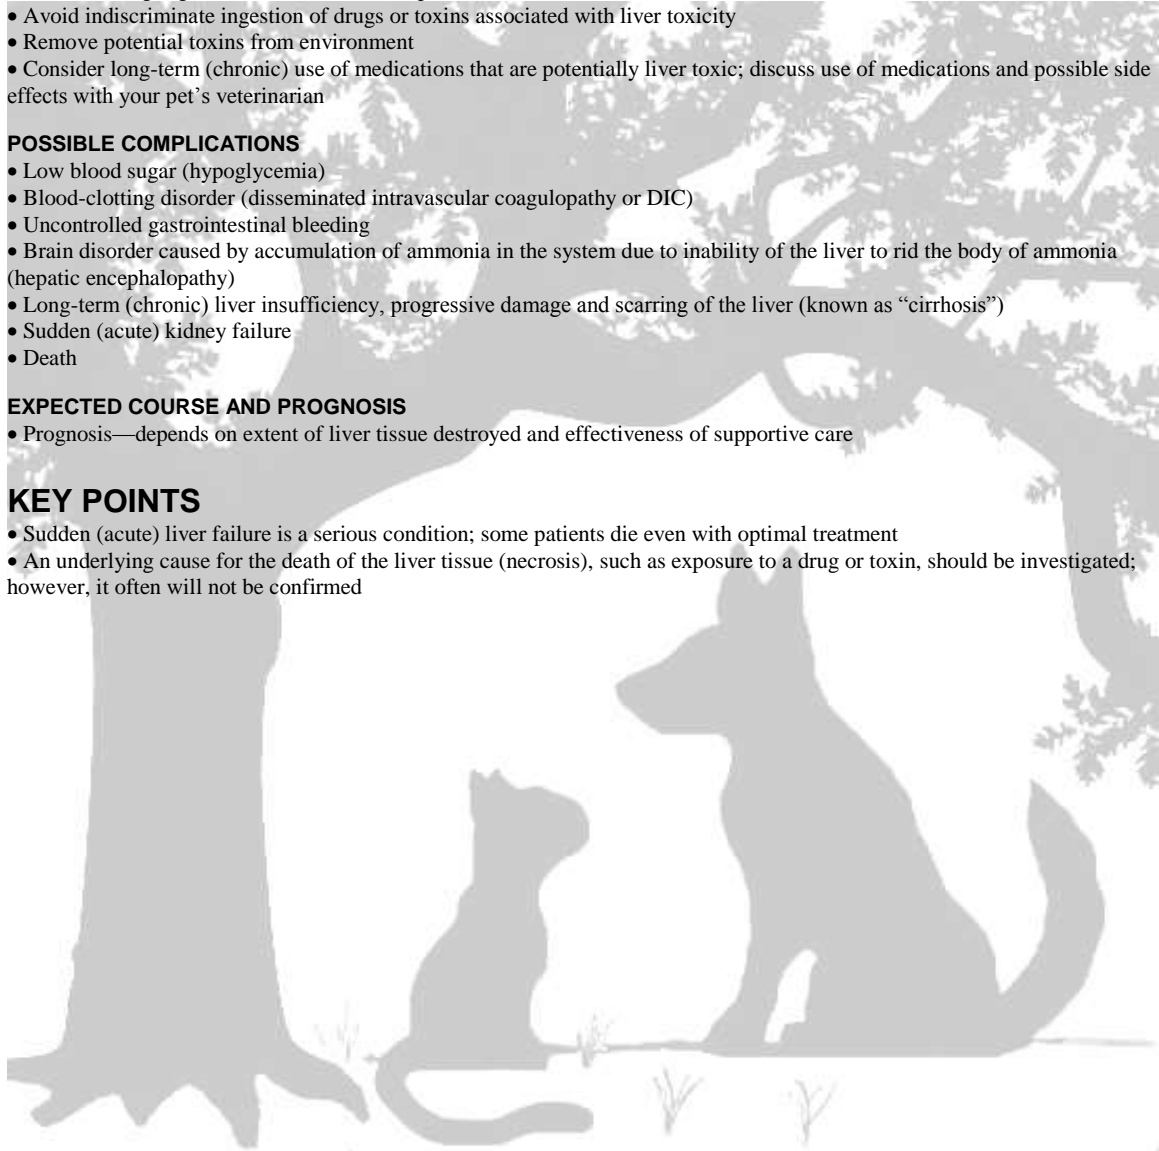 • Avoid indiscriminate ingestion of drugs or toxins associated with liver toxicity
• Remove potential toxins from environment
• Consider long-term (chronic) use of medications that are potentially liver toxic; discuss use of medications and possible side
effects with your pet’s veterinarian
POSSIBLE COMPLICATIONS
• Low blood sugar (hypoglycemia)
• Blood-clotting disorder (disseminated intravascular coagulopathy or DIC)
• Uncontrolled gastrointestinal bleeding
• Brain disorder caused by accumulation of ammonia in the system due to inability of the liver to rid the body of ammonia
(hepatic encephalopathy)
• Long-term (chronic) liver insufficiency, progressive damage and scarring of the liver (known as “cirrhosis”)
• Sudden (acute) kidney failure
• Death
EXPECTED COURSE AND PROGNOSIS
• Prognosis—depends on extent of liver tissue destroyed and effectiveness of supportive care
KEY POINTS
• Sudden (acute) liver failure is a serious condition; some patients die even with optimal treatment
• An underlying cause for the death of the liver tissue (necrosis), such as exposure to a drug or toxin, should be investigated;
however, it often will not be confirmed